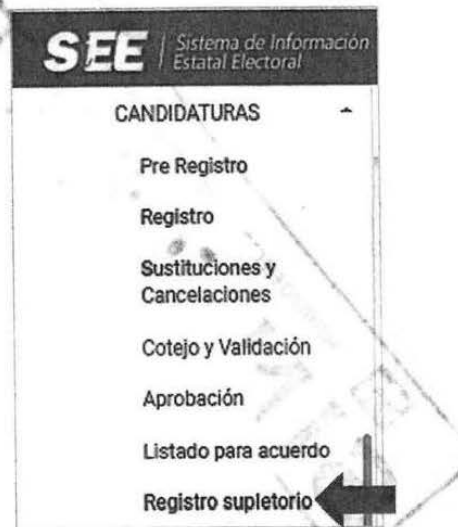 SEE | Sistema de Información
Estatal Electoral
CANDIDATURAS
Pre Registro
Registro
Sustituciones y
Cancelaciones
Cotejo y Validación
Aprobación
Listado para acuerdo
Registro supletorio